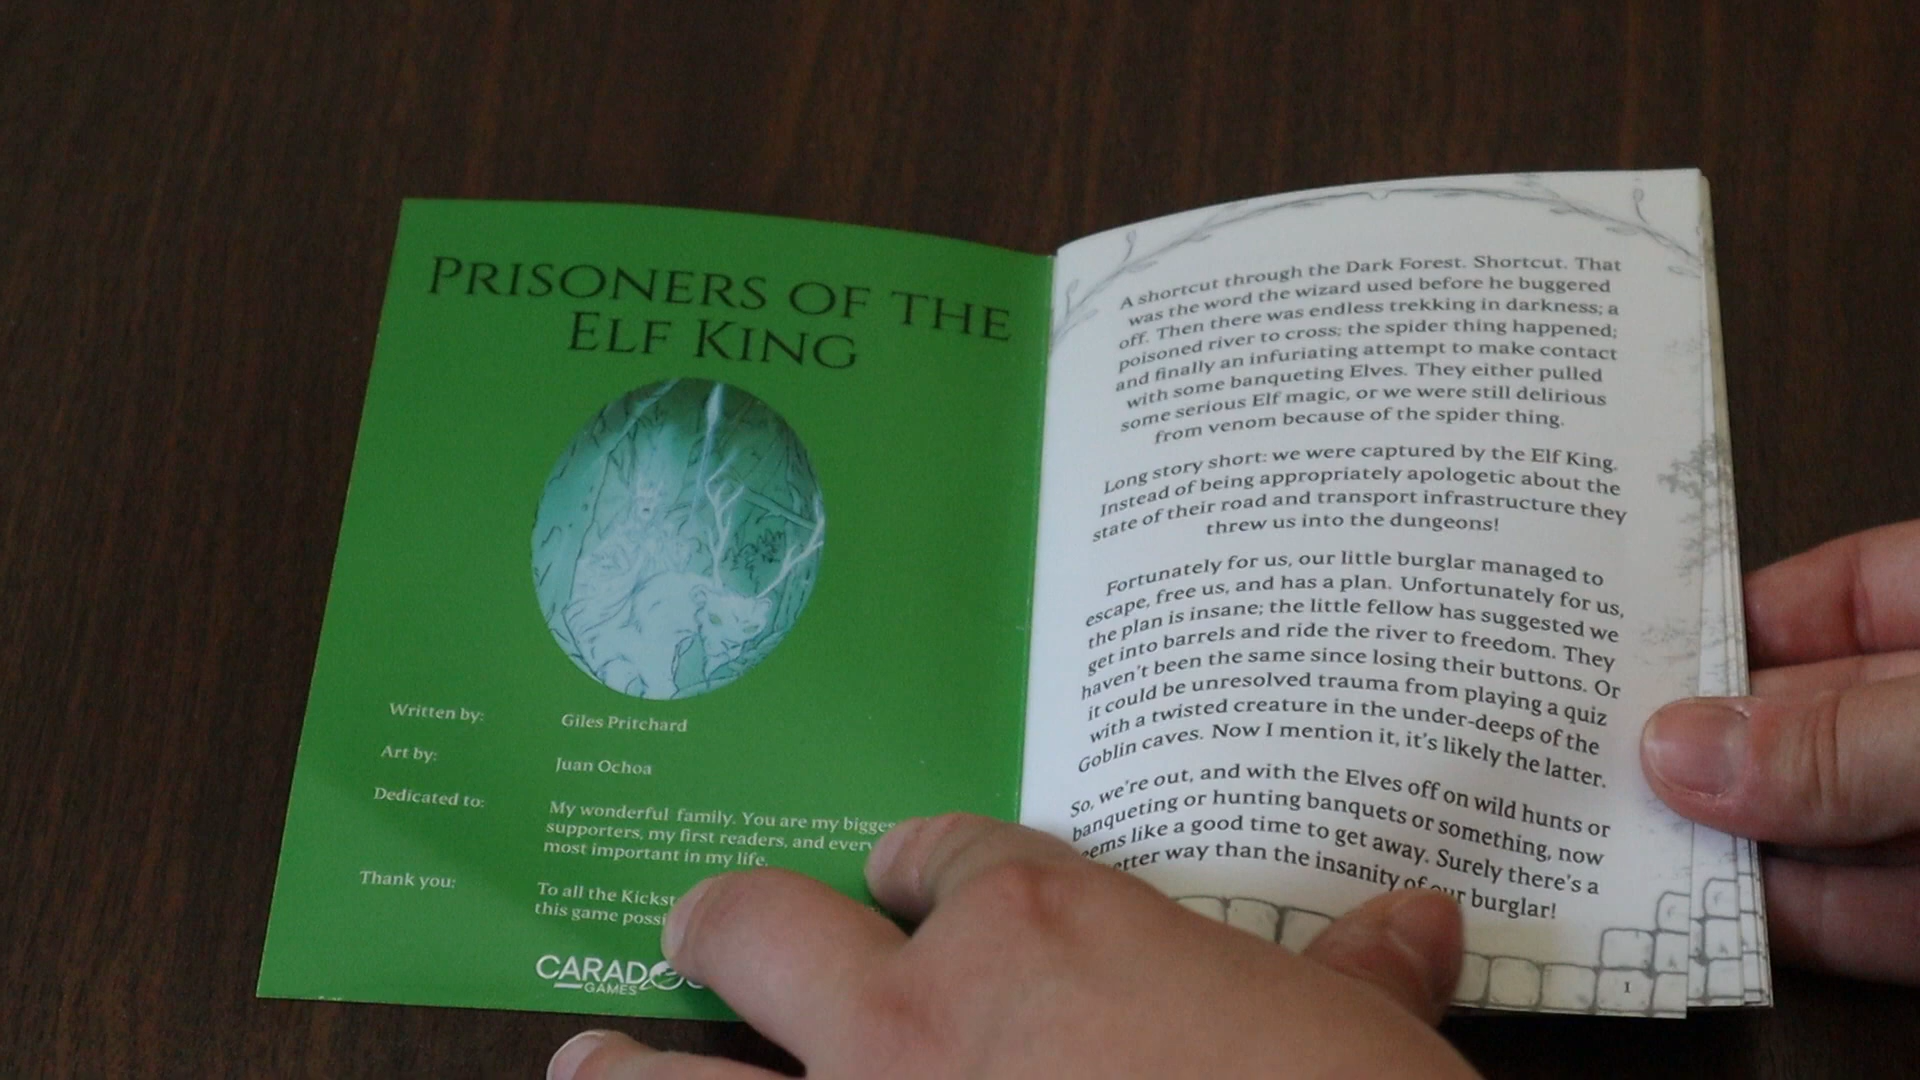 PRISONERS OF THE
ELF KING
Written by: Giles Pritchard
Art by: Juan Ochoa
Dedicated to: My wonderful family. You are my
supporters, my first readers, and
most important in my life.
Thank you: To all the
this game
GAMES
A shortcut through the Dark Forest. Shortcut. That
was the word the wizard used before he buggered
off. Then there was endless trekking in darkness; a
poisoned river to cross; the spider thing happened;
and finally an infuriating attempt to make contact
with some banqueting Elves. They either pulled
some serious Elf magic, or we were still delirious
from venom because of the spider thing.
Long story short: we were captured by the Elf King.
Instead of being appropriately apologetic about the
state of their road and transport infrastructure they
threw us into the dungeons!
Fortunately for us, our little burglar managed to
escape, free us, and has a plan. Unfortunately for us,
the plan is insane; the little fellow has suggested we
get into barrels and ride the river to freedom. They
haven't been the same since losing their buttons. Or
it could be unresolved trauma from playing a quiz
with a twisted creature in the under-deeps of the
Goblin caves. Now I mention it, it's likely the latter.
So, we're out, and with the Elves off on wild hunts or
banqueting or hunting banquets or something, now
seems like a good time to get away. Surely there's a
better way than the insanity of our burglar!
1